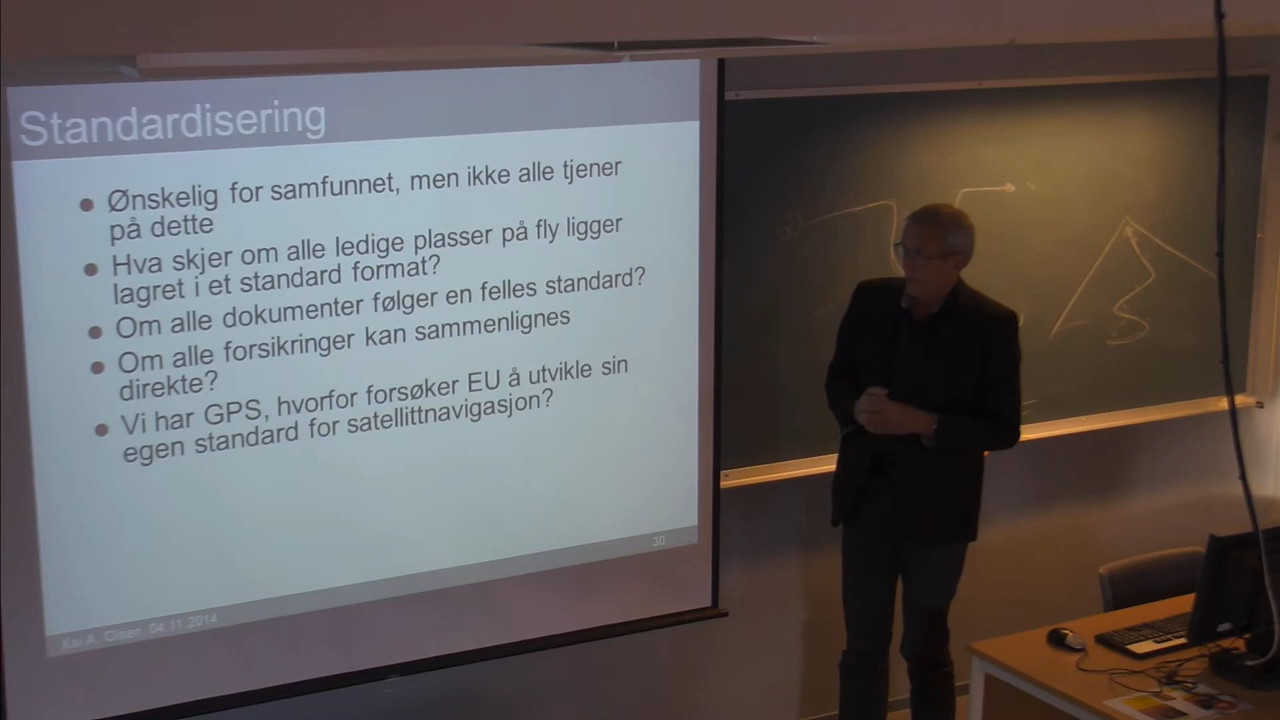 Standardisering
Ønskelig for samfunnet, men ikke alle tjener
på dette
Hva skjer om alle ledige plasser på fly ligger
lagret i et standard format?
Om alle dokumenter følger en felles standard?
Om alle forsikringer kan sammenlignes
direkte?
Vi har GPS, hvorfor forsøker EU å utvikle sin
egen standard for satellittnavigasjon?
30
Kai A. Olsen 04.11.2014